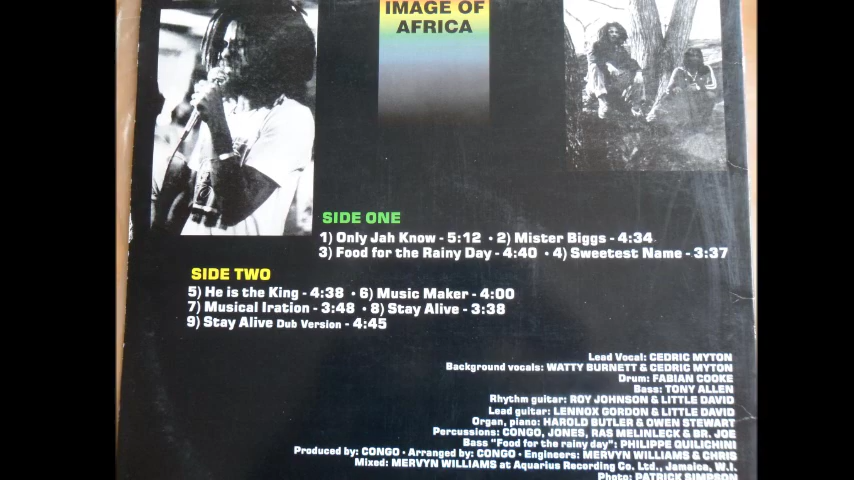 IMAGE OF
AFRICA
SIDE ONE
1) Only Jah Know - 5:12 • 2) Mister Biggs - 4:34
3) Food for the Rainy Day - 4:40 • 4) Sweetest Name - 3:37
SIDE TWO
5) He is the King - 4:38 • 6) Music Maker - 4:00
7) Musical Iration - 3:48 • 8) Stay Alive - 3:38
9) Stay Alive Dub Version - 4:45
Lead Vocal: CEDRIC MYTON
Background vocals: WATTY BURNETT & CEDRIC MYTON
Drum: FABIAN COOKE
Bass: TONY ALLEN
Rhythm guitar: ROY JOHNSON & LITTLE DAVID
Lead guitar: LENNOX GORDON & LITTLE DAVID
Organ, piano: HAROLD BUTLER & OWEN STEWART
Percussions: CONGO, JONES, RAS MELINLECK & BR. JOE
Bass "Food for the rainy day": PHILIPPE QUILICHINI
Produced by: CONGO • Arranged by: CONGO • Engineers: MERVYN WILLIAMS & CHRIS
Mixed: MERVYN WILLIAMS at Aquarius Recording Co. Ltd., Jamaica, W.I.
Photo: PATRICK SIMPSON